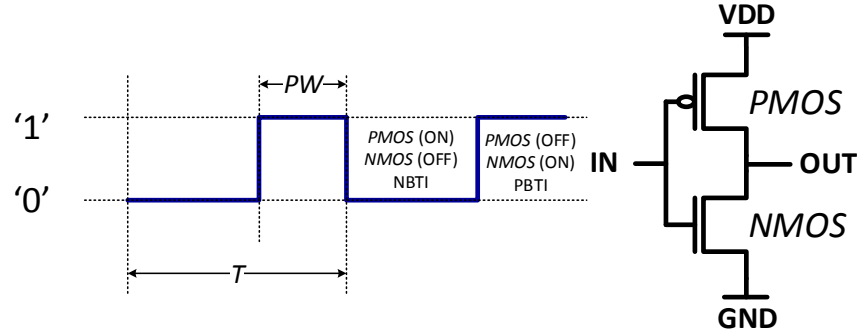 PW
‘1’
‘0’
PMOS (ON)
NMOS (OFF)
NBTI
PMOS (OFF)
NMOS (ON)
PBTI
T
VDD
PMOS
IN
OUT
NMOS
GND